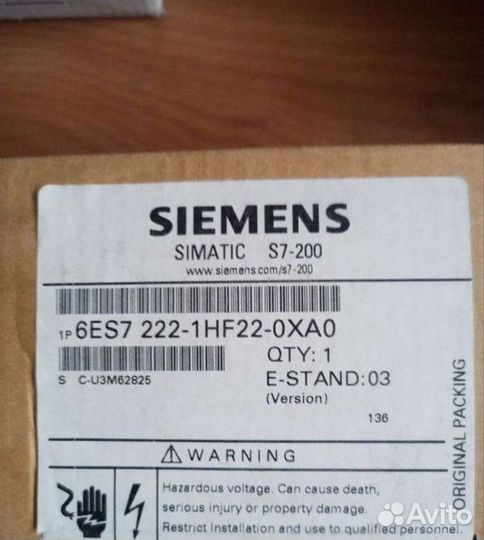 SIEMENS
SIMATIC S7-200
www.siemens.com/s7-200
1P 6ES7 222-1HF22-0XA0
QTY: 1
S C-U3M62825
E-STAND:03
(Version)
136
ORIGINAL PACKING
WARNING
Hazardous voltage. Can cause death,
serious injury or property damage.
Restrict Installation and use to qualified personnel.
Avito